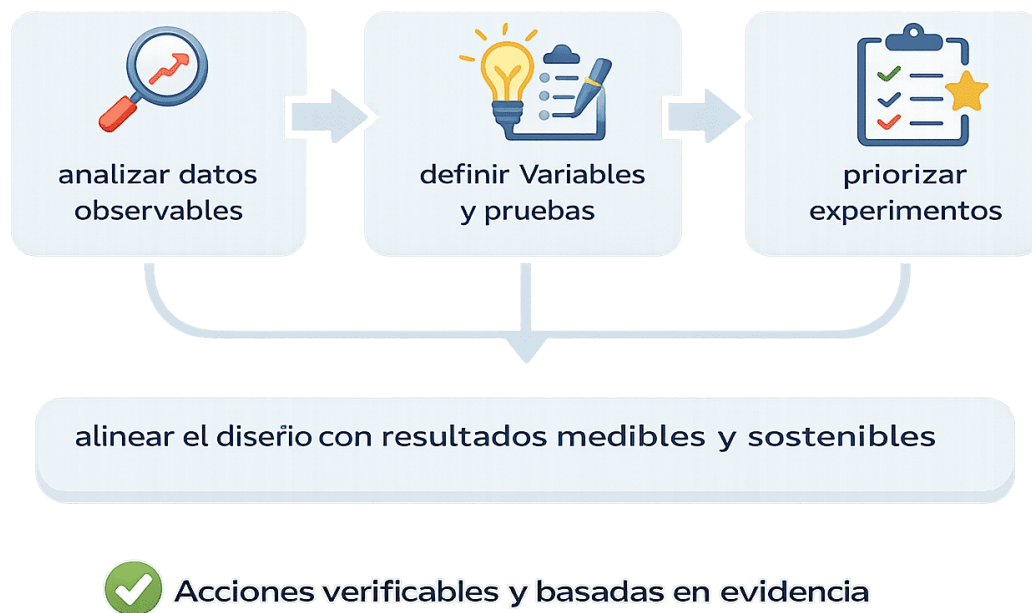 analizar datos
observables
definir Variables
y pruebas
priorizar
experimentos
alinear el diseño con resultados medibles y sostenibles
Acciones verificables y basadas en evidencia